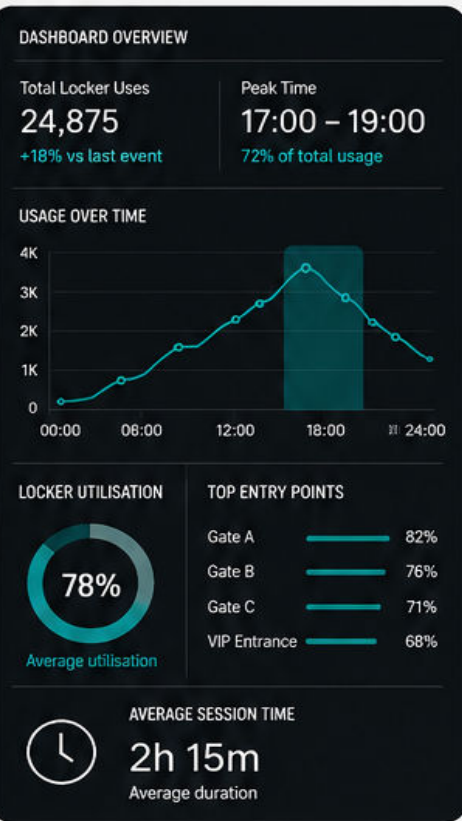 DASHBOARD OVERVIEW
Total Locker Uses
24,875
+18% vs last event
Peak Time
17:00 – 19:00
72% of total usage
USAGE OVER TIME
4K
3K
2K
1K
0
00:00 06:00 12:00 18:00 24:00
LOCKER UTILISATION
78%
Average utilisation
TOP ENTRY POINTS
Gate A 82%
Gate B 76%
Gate C 71%
VIP Entrance 68%
AVERAGE SESSION TIME
2h 15m
Average duration